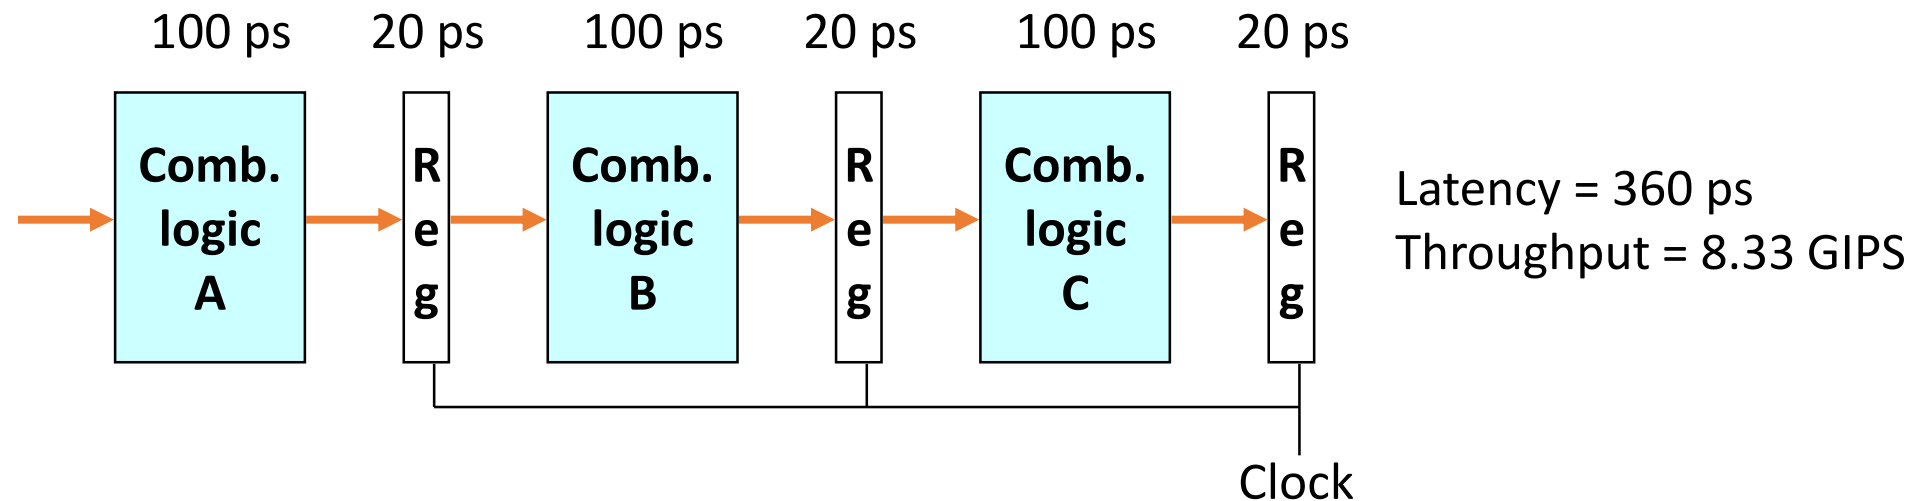 100 ps 20 ps 100 ps 20 ps 100 ps 20 ps
Comb.
logic
A
R
e
g
Comb.
logic
B
R
e
g
Comb.
logic
C
R
e
g
Latency = 360 ps
Throughput = 8.33 GIPS
Clock